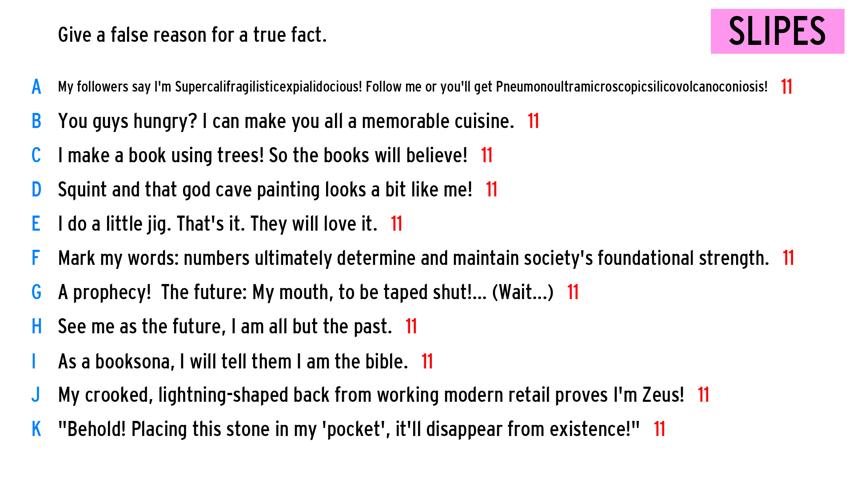 Give a false reason for a true fact.
SLIPES
A My followers say I'm Supercalifragilisticexpialidocious! Follow me or you'll get Pneumonoultramicroscopicsilicovolcanoconiosis! 11
B You guys hungry? I can make you all a memorable cuisine. 11
C I make a book using trees! So the books will believe! 11
D Squint and that god cave painting looks a bit like me! 11
E I do a little jig. That's it. They will love it. 11
F Mark my words: numbers ultimately determine and maintain society's foundational strength. 11
G A prophecy!  The future: My mouth, to be taped shut!... (Wait...) 11
H See me as the future, I am all but the past. 11
I As a booksona, I will tell them I am the bible. 11
J My crooked, lightning-shaped back from working modern retail proves I'm Zeus! 11
K "Behold! Placing this stone in my 'pocket', it'll disappear from existence!" 11